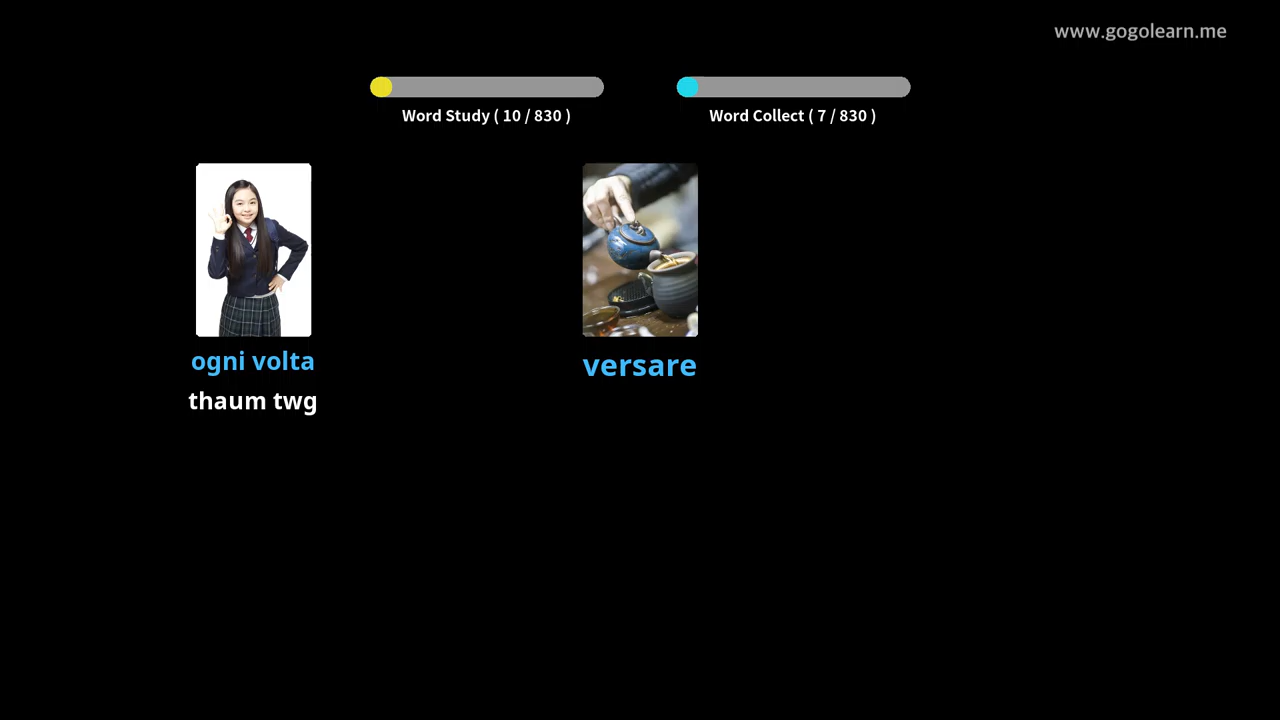 www.gogolearn.me
Word Study ( 10 / 830 )
Word Collect ( 7 / 830 )
ogni volta
thaum twg
versare